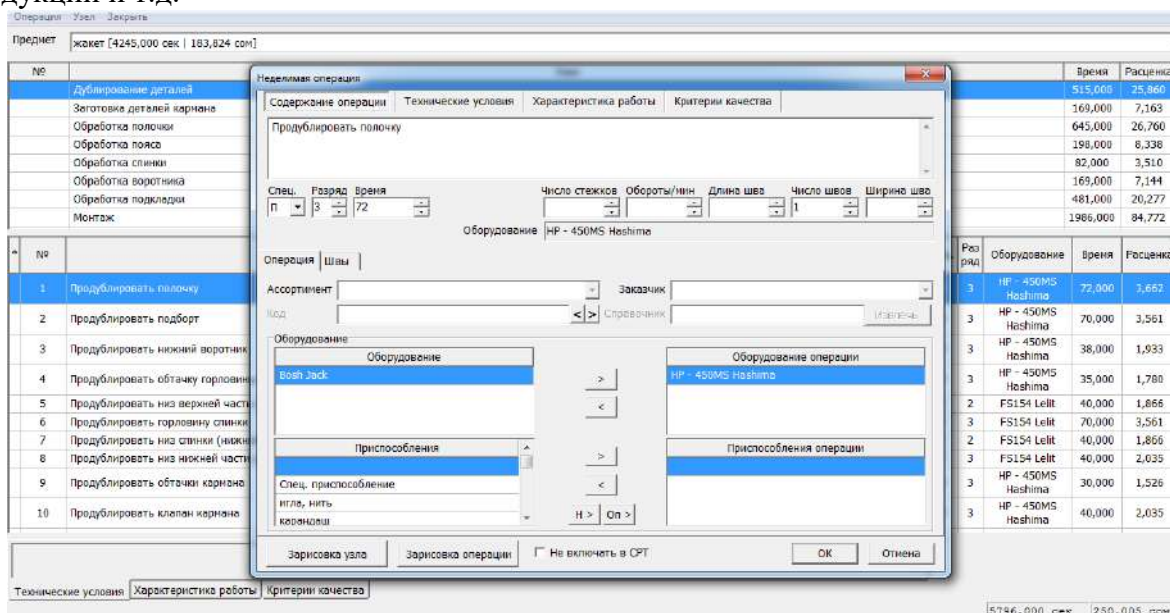 Операция Узел Закрыть
Предмет жакет [4245,000 сек | 183,824 сом]
№ Время Расценка
Дублирование деталей 515,000 25,860
Заготовка деталей кармана 169,000 7,163
Обработка полочки 645,000 26,760
Обработка пояса 198,000 8,338
Обработка спинки 82,000 3,510
Обработка воротника 169,000 7,144
Обработка подкладки 481,000 20,277
Монтаж 1986,000 84,772
№ Раз ряд Оборудование Время Расценка
1 Продублировать полочку 3 HP - 450MS Hashima 72,000 3,662
2 Продублировать подборт 3 HP - 450MS Hashima 70,000 3,561
3 Продублировать нижний воротник 3 HP - 450MS Hashima 38,000 1,933
4 Продублировать обтачку горловины 3 HP - 450MS Hashima 35,000 1,780
5 Продублировать низ верхней части 2 FS154 Lelit 40,000 1,866
6 Продублировать горловину спинки 3 FS154 Lelit 70,000 3,561
7 Продублировать низ спинки (нижн 2 FS154 Lelit 40,000 1,866
8 Продублировать низ нижней части 3 FS154 Lelit 40,000 2,035
9 Продублировать обтачки кармана 3 HP - 450MS Hashima 30,000 1,526
10 Продублировать клапан кармана 3 HP - 450MS Hashima 40,000 2,035
Технические условия Характеристика работы Критерии качества
5796,000 сек 250,005 сом
Неделимая операция
Содержание операции Технические условия Характеристика работы Критерии качества
Продублировать полочку
Спец. Разряд Время Число стежков Обороты/мин Длина шва Число швов Ширина шва
П 3 72 1
Оборудование HP - 450MS Hashima
Операция Швы
Ассортимент Заказчик
Код < > Справочник Извлечь
Оборудование
Оборудование Оборудование операции
Bosh Jack > HP - 450MS Hashima
<
Приспособления > Приспособления операции
Спец. приспособление <
игла, нить
карандаш Н > Оп >
Зарисовка узла Зарисовка операции Не включать в СРТ ОК Отмена